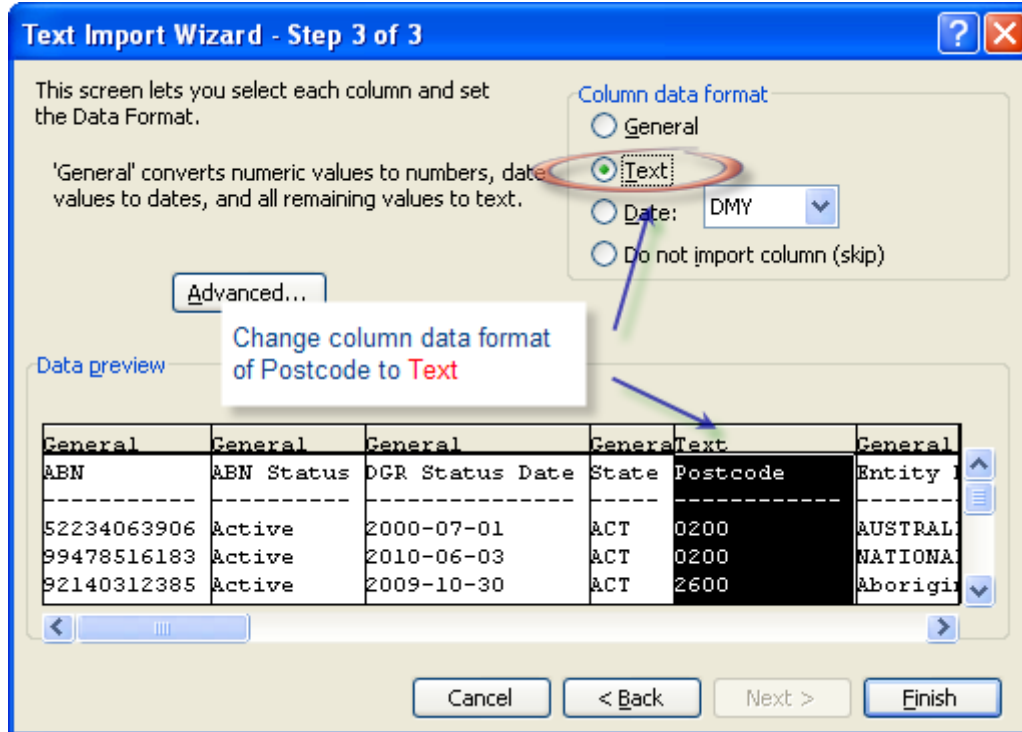 Text Import Wizard - Step 3 of 3
This screen lets you select each column and set
the Data Format.
'General' converts numeric values to numbers, date
values to dates, and all remaining values to text.
Column data format
General
Text
Date: DMY
Do not import column (skip)
Advanced...
Change column data format
of Postcode to Text
Data preview
General General General General Text General
ABN ABN Status DGR Status Date State Postcode Entity
----------- ---------- --------------- ----- ------------ -------
52234063906 Active 2000-07-01 ACT 0200 AUSTRALI
99478516183 Active 2010-06-03 ACT 0200 NATIONAL
92140312385 Active 2009-10-30 ACT 2600 Aborigin
Cancel < Back Next > Finish